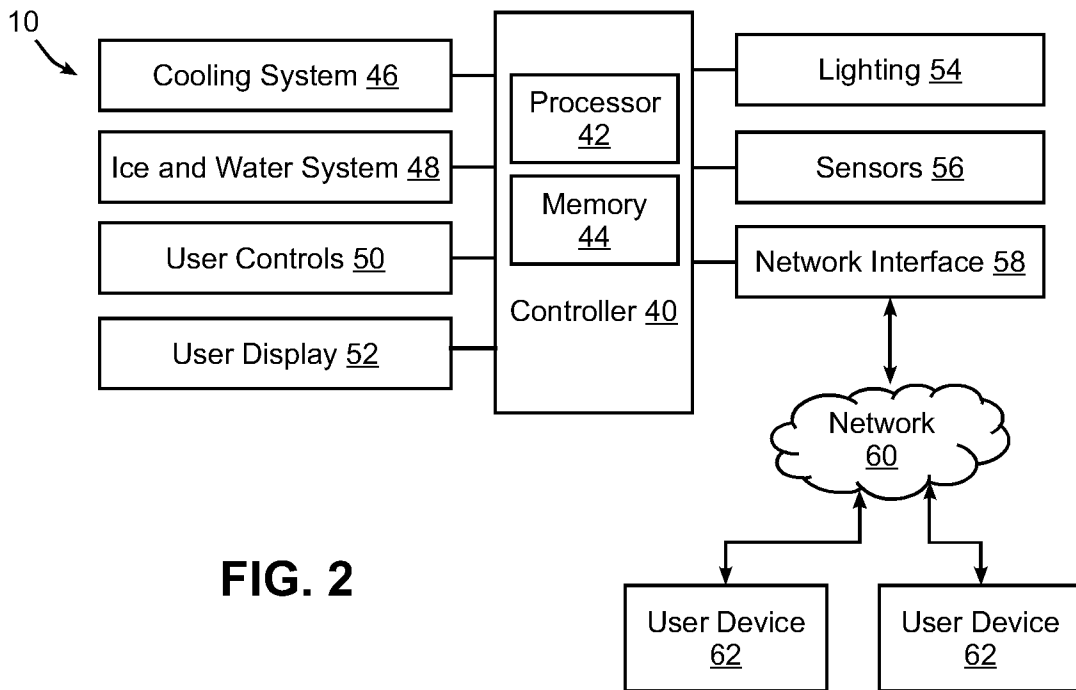 10
Cooling System 46
Ice and Water System 48
User Controls 50
User Display 52
Processor
42
Memory
44
Controller 40
Lighting 54
Sensors 56
Network Interface 58
Network
60
User Device
62
User Device
62
FIG. 2